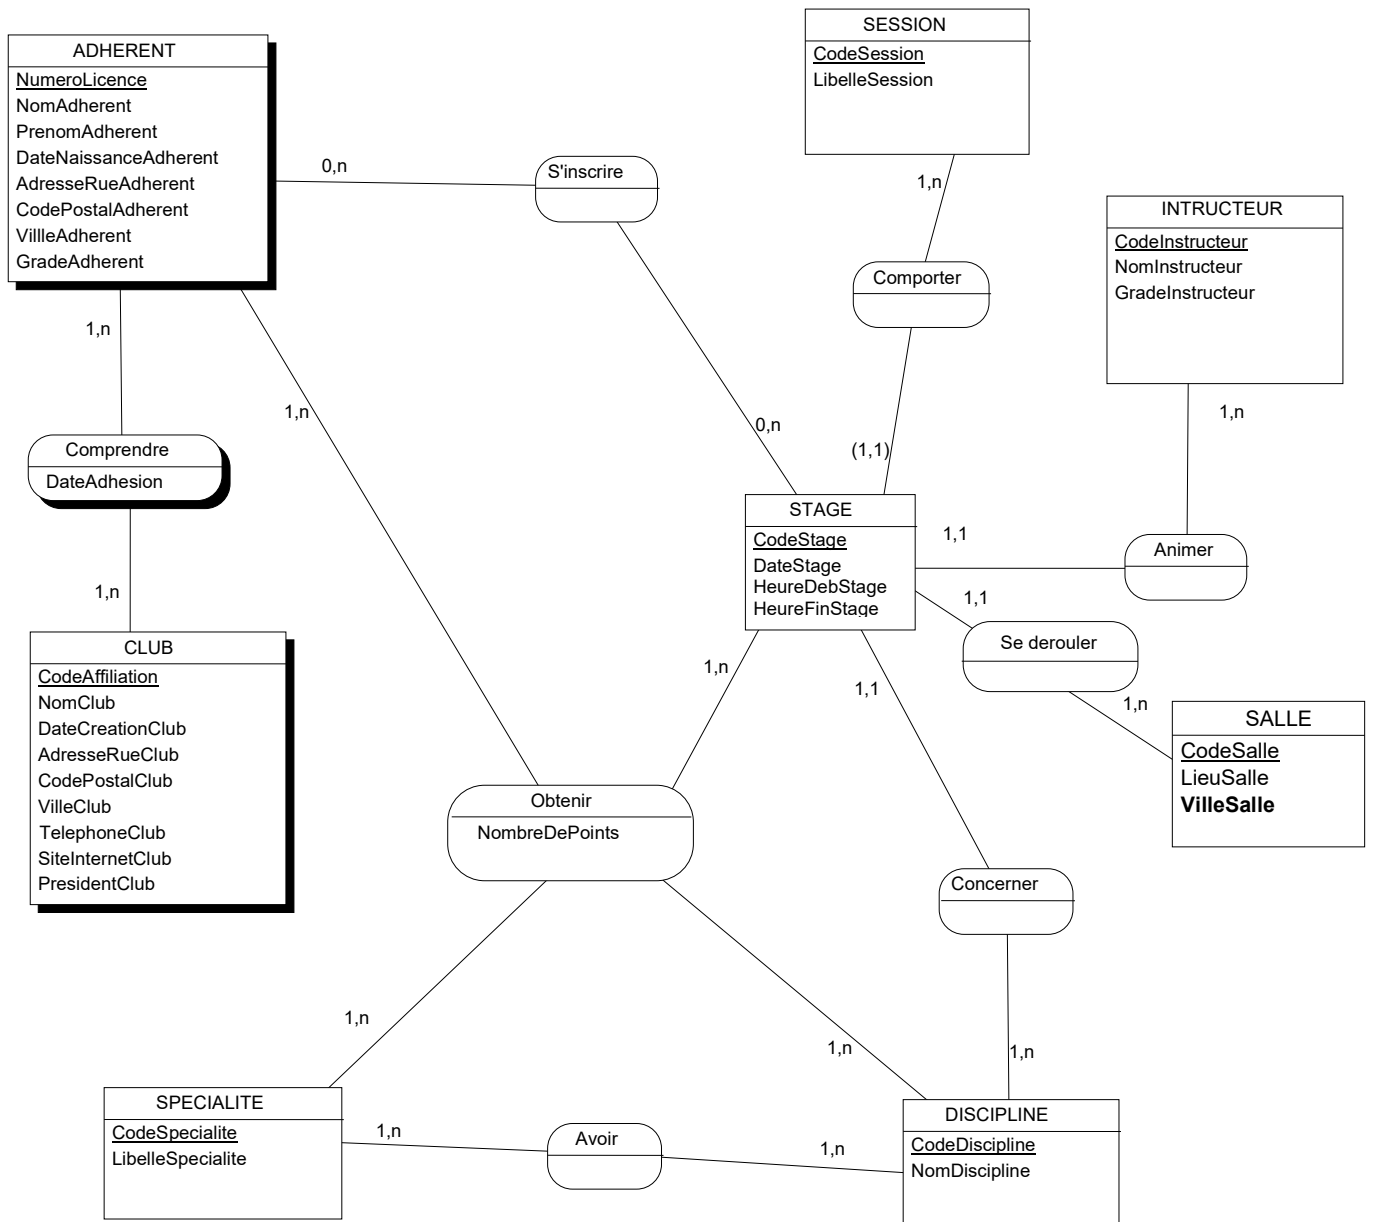 SESSION
CodeSession
LibelleSession
ADHERENT
NumeroLicence
NomAdherent
PrenomAdherent
DateNaissanceAdherent
AdresseRueAdherent
CodePostalAdherent
VillleAdherent
GradeAdherent
0,n
S'inscrire
1,n
INTRUCTEUR
CodeInstructeur
NomInstructeur
GradeInstructeur
Comporter
1,n
1,n
1,n
0,n
(1,1)
Comprendre
DateAdhesion
STAGE
CodeStage
DateStage
HeureDebStage
HeureFinStage
1,1
Animer
1,n
1,1
Se derouler
CLUB
CodeAffiliation
NomClub
DateCreationClub
AdresseRueClub
CodePostalClub
VilleClub
TelephoneClub
SiteInternetClub
PresidentClub
1,n
1,1
1,n
SALLE
CodeSalle
LieuSalle
VilleSalle
Obtenir
NombreDePoints
Concerner
1,n
1,n
1,n
SPECIALITE
CodeSpecialite
LibelleSpecialite
1,n
Avoir
1,n
DISCIPLINE
CodeDiscipline
NomDiscipline